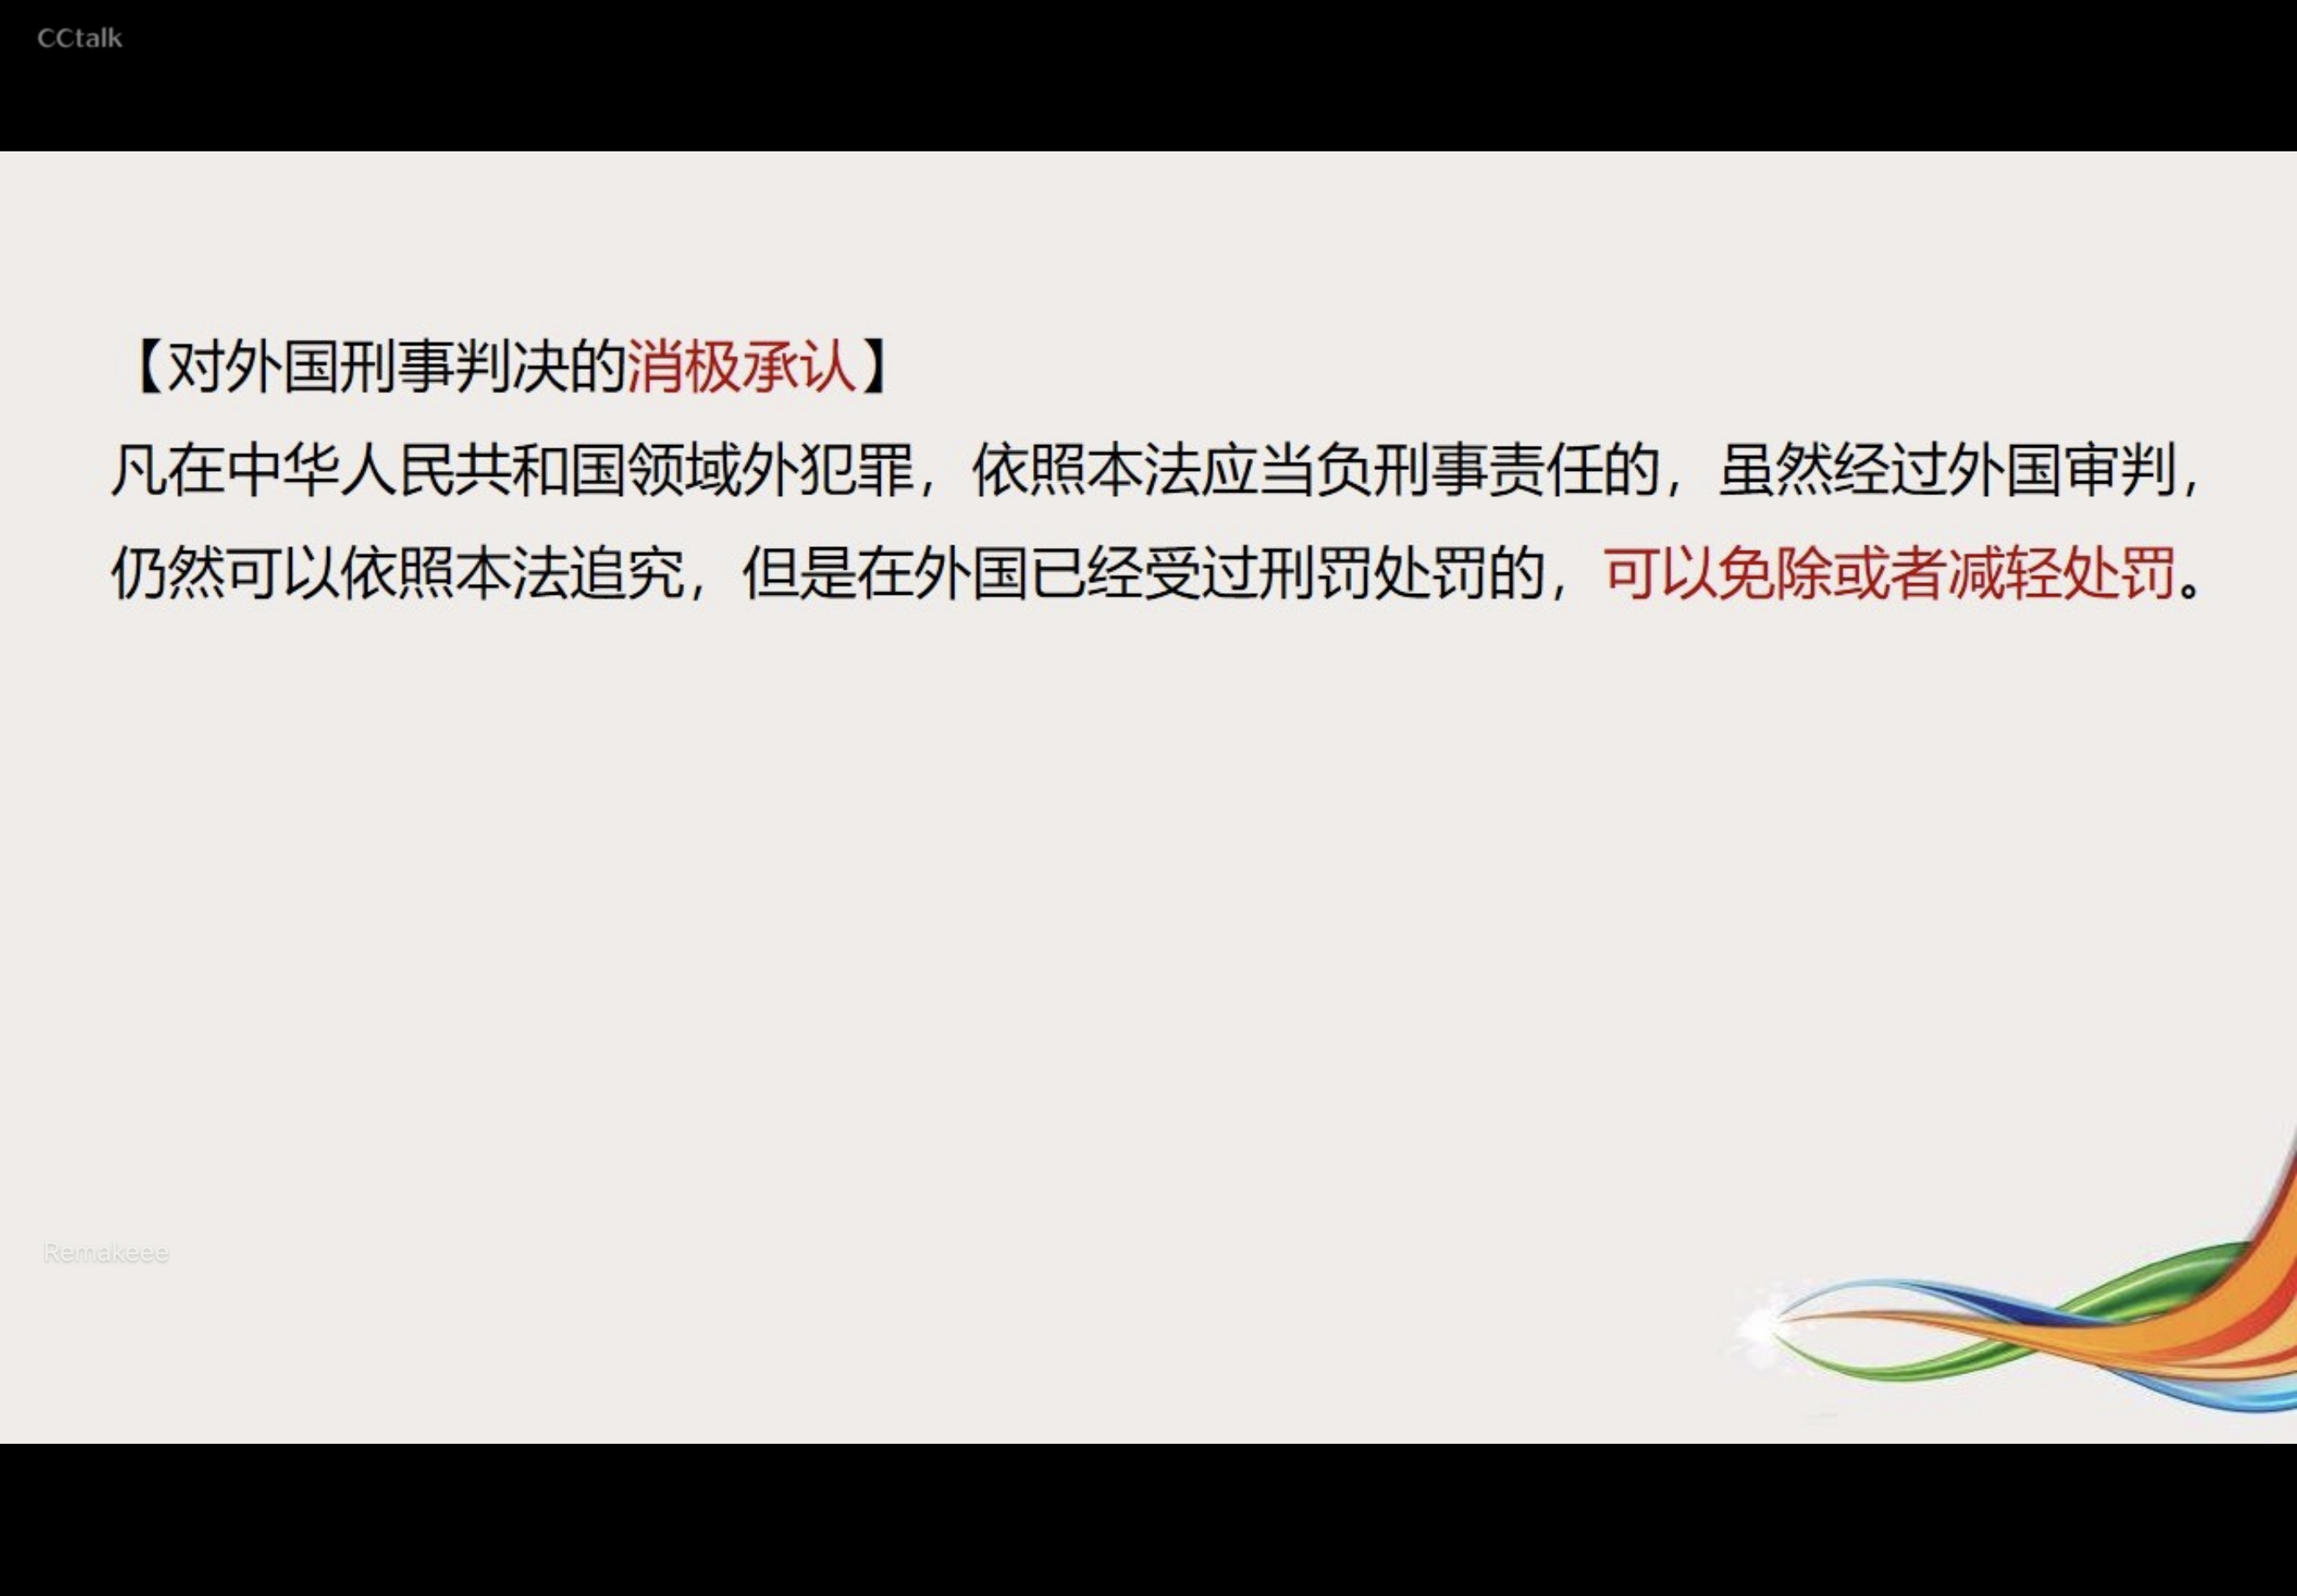 CCtalk
【对外国刑事判决的消极承认】
凡在中华人民共和国领域外犯罪，依照本法应当负刑事责任的，虽然经过外国审判，
仍然可以依照本法追究，但是在外国已经受过刑罚处罚的，可以免除或者减轻处罚。
Remakeee